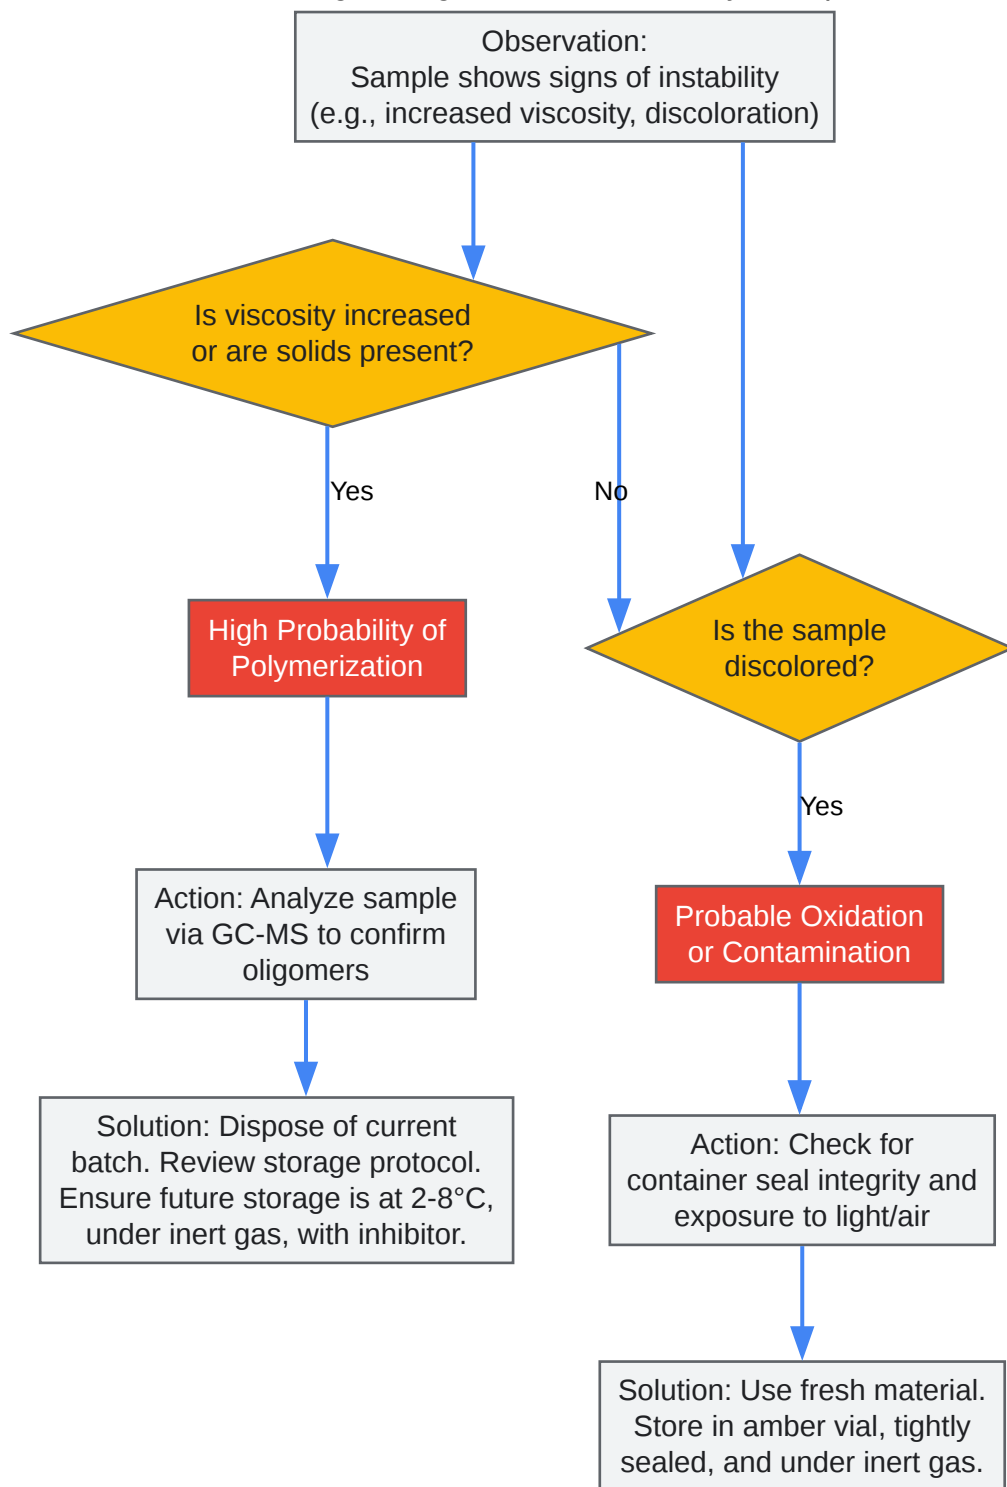 Observation:
Sample shows signs of instability
(e.g., increased viscosity, discoloration)
Is viscosity increased
or are solids present?
Yes
No
High Probability of
Polymerization
Is the sample
discolored?
Yes
Action: Analyze sample
via GC-MS to confirm
oligomers
Probable Oxidation
or Contamination
Solution: Dispose of current
batch. Review storage protocol.
Ensure future storage is at 2-8°C,
under inert gas, with inhibitor.
Action: Check for
container seal integrity and
exposure to light/air
Solution: Use fresh material.
Store in amber vial, tightly
sealed, and under inert gas.